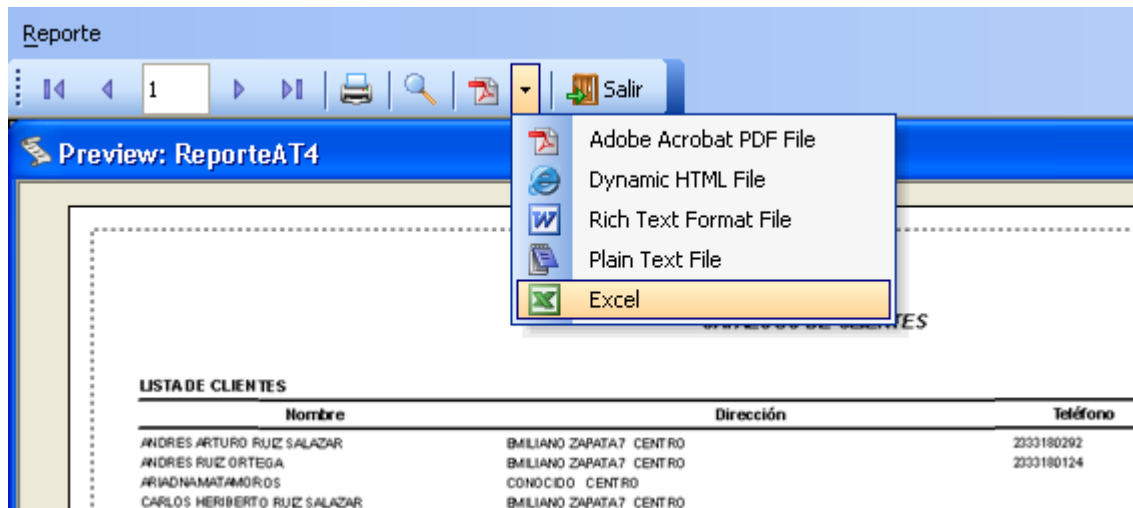 Reporte
1
Salir
Preview: ReporteAT4
Adobe Acrobat PDF File
Dynamic HTML File
Rich Text Format File
Plain Text File
Excel
CLIENTES
LISTA DE CLIENTES
Nombre Dirección Teléfono
ANDRES ARTURO RUIZ SALAZAR EMILIANO ZAPATA 7 CENTRO 2333180292
ANDRES RUIZ ORTEGA EMILIANO ZAPATA 7 CENTRO 2333180124
ARIADNA MATAMOROS CONOCIDO CENTRO
CARLOS HERIBERTO RUIZ SALAZAR EMILIANO ZAPATA 7 CENTRO